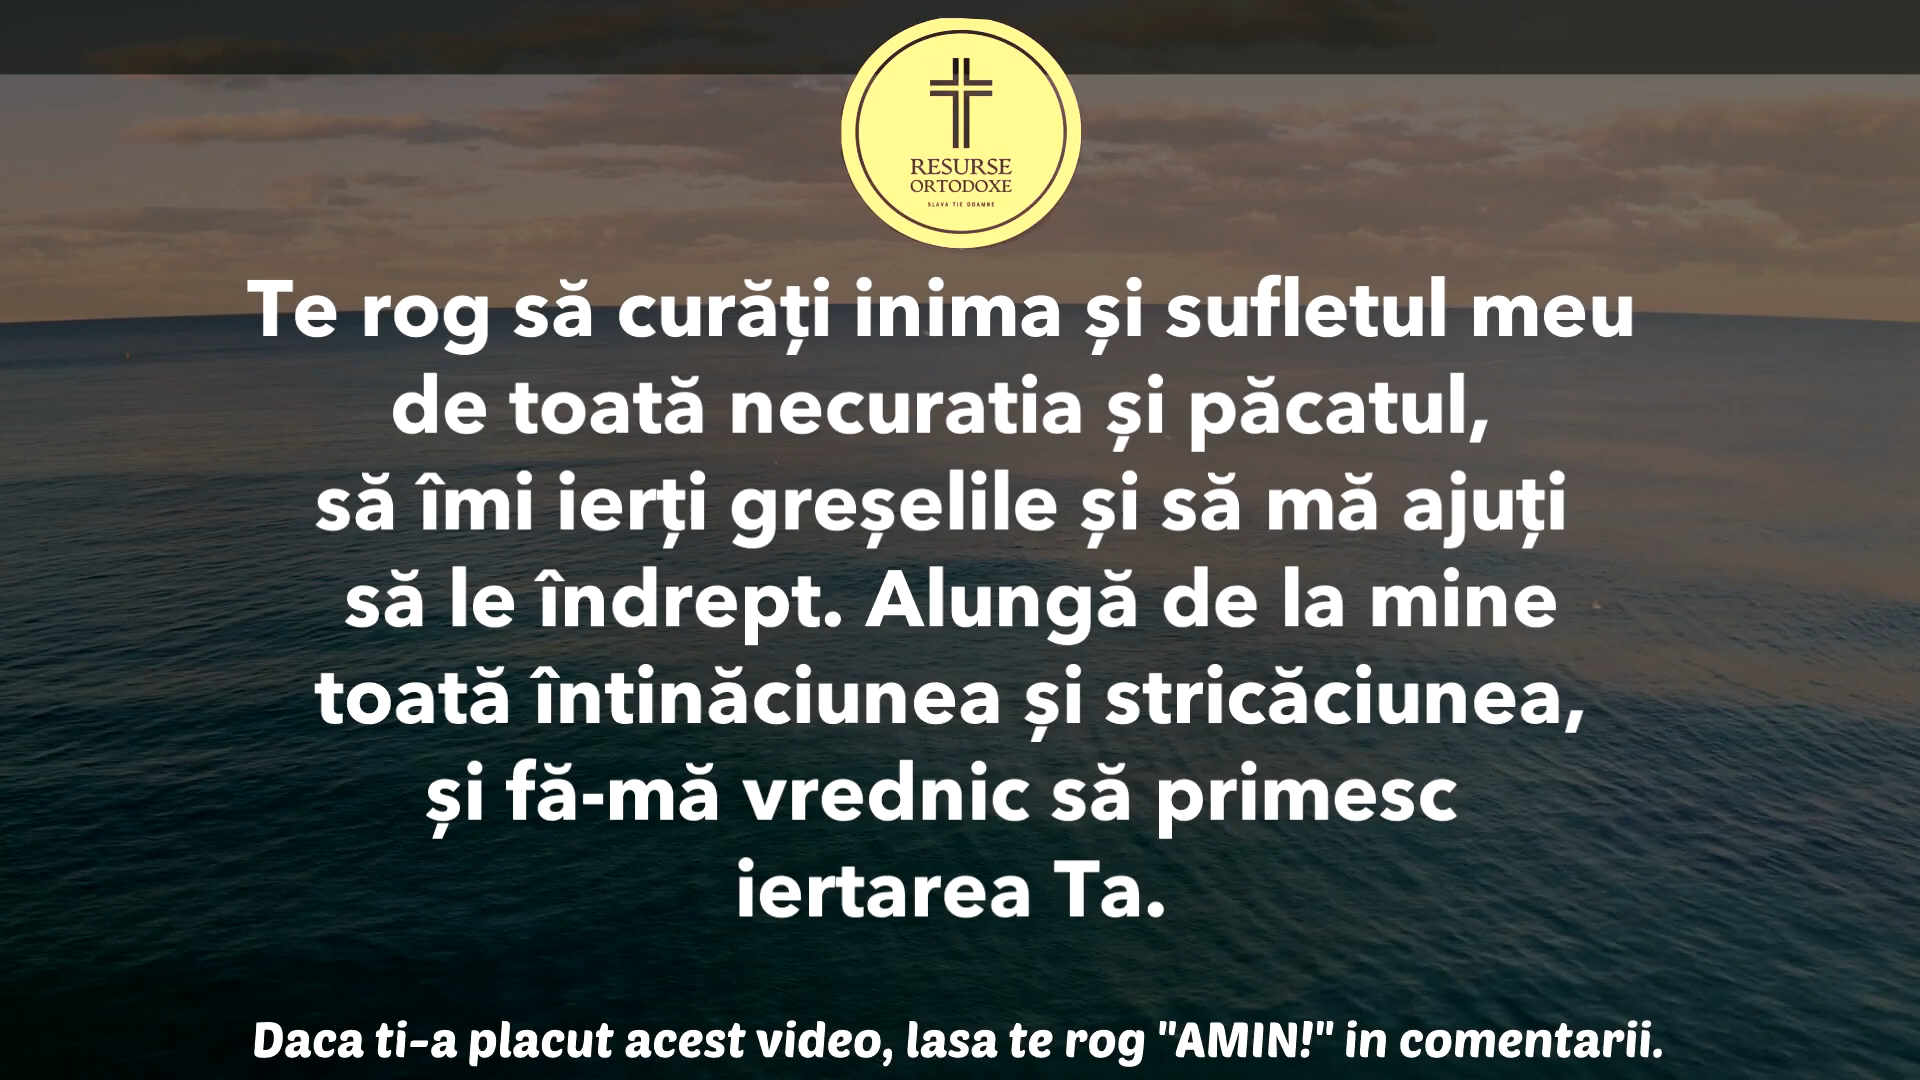 RESURSE
ORTODOXE
SLAVA TIE DOAMNE
Te rog să curăți inima și sufletul meu
de toată necuratia și păcatul,
să îmi ierți greșelile și să mă ajuți
să le îndrept. Alungă de la mine
toată întinăciunea și stricăciunea,
și fă-mă vrednic să primesc
iertarea Ta.
Daca ti-a placut acest video, lasa te rog "AMIN!" in comentarii.